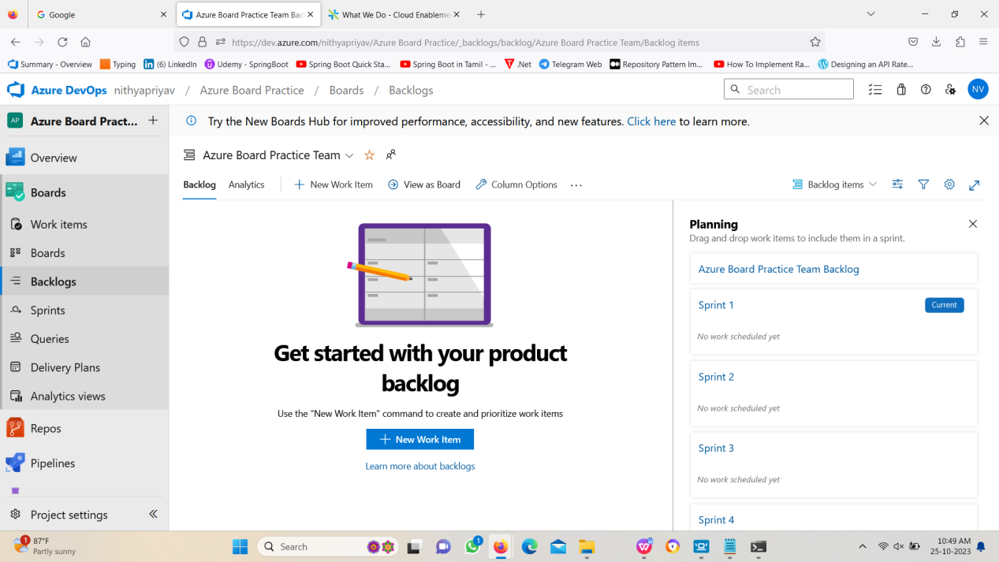 Google
Azure Board Practice Team Bac
What We Do - Cloud Enableme
https://dev.azure.com/nithyapriyav/Azure Board Practice/_backlogs/backlog/Azure Board Practice Team/Backlog items
Summary - Overview
Typing
(6) LinkedIn
Udemy - SpringBoot
Spring Boot Quick Sta...
Spring Boot in Tamil - ...
.Net
Telegram Web
Repository Pattern Im...
How To Implement Ra...
Designing an API Rate...
Azure DevOps nithyapriyav / Azure Board Practice / Boards / Backlogs
Search
NV
AP Azure Board Pract...
Try the New Boards Hub for improved performance, accessibility, and new features. Click here to learn more.
Overview
Boards
Work items
Boards
Backlogs
Sprints
Queries
Delivery Plans
Analytics views
Repos
Pipelines
Project settings
Azure Board Practice Team
Backlog
Analytics
New Work Item
View as Board
Column Options
Backlog items
Get started with your product
backlog
Use the "New Work Item" command to create and prioritize work items
New Work Item
Learn more about backlogs
Planning
Drag and drop work items to include them in a sprint.
Azure Board Practice Team Backlog
Sprint 1
Current
No work scheduled yet
Sprint 2
No work scheduled yet
Sprint 3
No work scheduled yet
Sprint 4
1
87°F
Partly sunny
Search
1
10:49 AM
25-10-2023